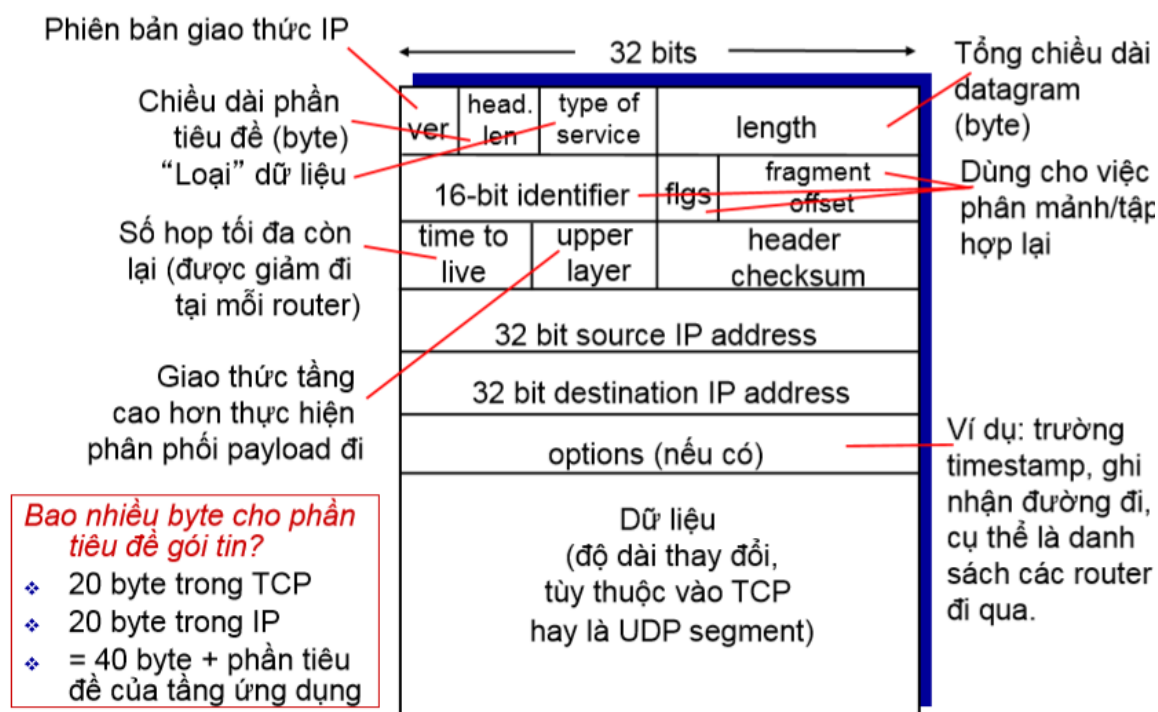 Phiên bản giao thức IP
32 bits
Tổng chiều dài
datagram
(byte)
Chiều dài phần
tiêu đề (byte)
“Loại” dữ liệu
ver
head.
len
type of
service
length
16-bit identifier
flgs
fragment
offset
Dùng cho việc
phân mảnh/tập
hợp lại
Số hop tối đa còn
lại (được giảm đi
tại mỗi router)
time to
live
upper
layer
header
checksum
32 bit source IP address
Giao thức tầng
cao hơn thực hiện
phân phối payload đi
32 bit destination IP address
options (nếu có)
Ví dụ: trường
timestamp, ghi
nhận đường đi,
cụ thể là danh
sách các router
đi qua.
Dữ liệu
(độ dài thay đổi,
tùy thuộc vào TCP
hay là UDP segment)
Bao nhiêu byte cho phần
tiêu đề gói tin?
❖ 20 byte trong TCP
❖ 20 byte trong IP
❖ = 40 byte + phần tiêu
đề của tầng ứng dụng